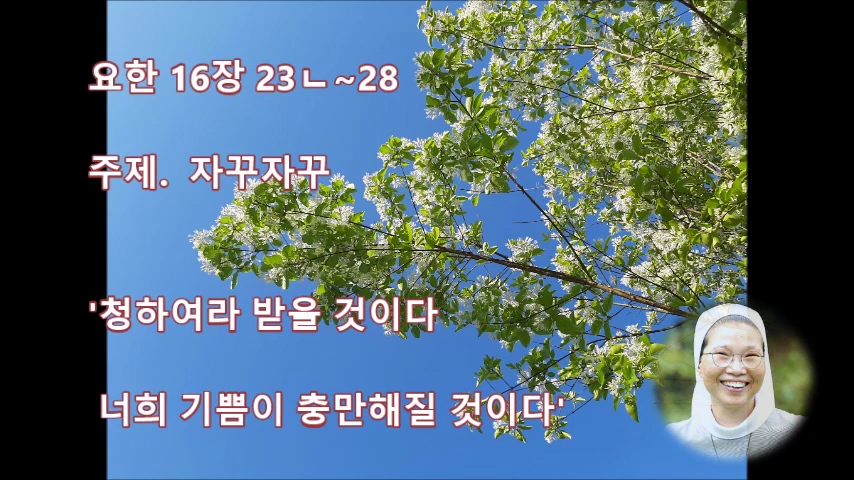 요한 16장 23ㄴ~28
주제. 자꾸자꾸
'청하여라 받을 것이다
너희 기쁨이 충만해질 것이다'